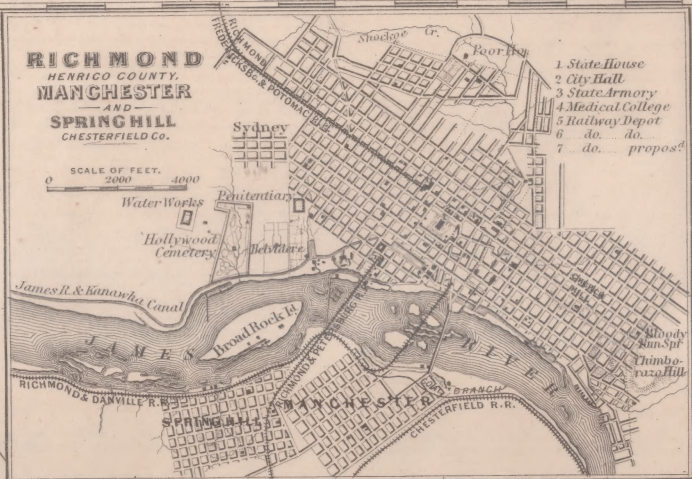 RICHMOND
HENRICO COUNTY,
MANCHESTER
AND
SPRING HILL
CHESTERFIELD CO.
SCALE OF FEET.
0 2000 4000
1 State House
2 City Hall
3 State Armory
4 Medical College
5 Railway Depot
6 do. do.
7 do. propos.d
Shockoe Cr.
Poor Ho.
RICHMOND
FREDERICKSBG. & POTOMAC R.R.
Sydney
Penitentiary
Water Works
Hollywood
Cemetery
Belvidere
James R. & Kanawha Canal
JAMES RIVER
Broad Rock Id.
HILL
Bloody
Run Spr.
Chimbo-
razo Hill
RICHMOND & PETERSBURG R.R.
RICHMOND & DANVILLE R.R.
SPRING HILL
MANCHESTER
BRANCH
CHESTERFIELD R.R.